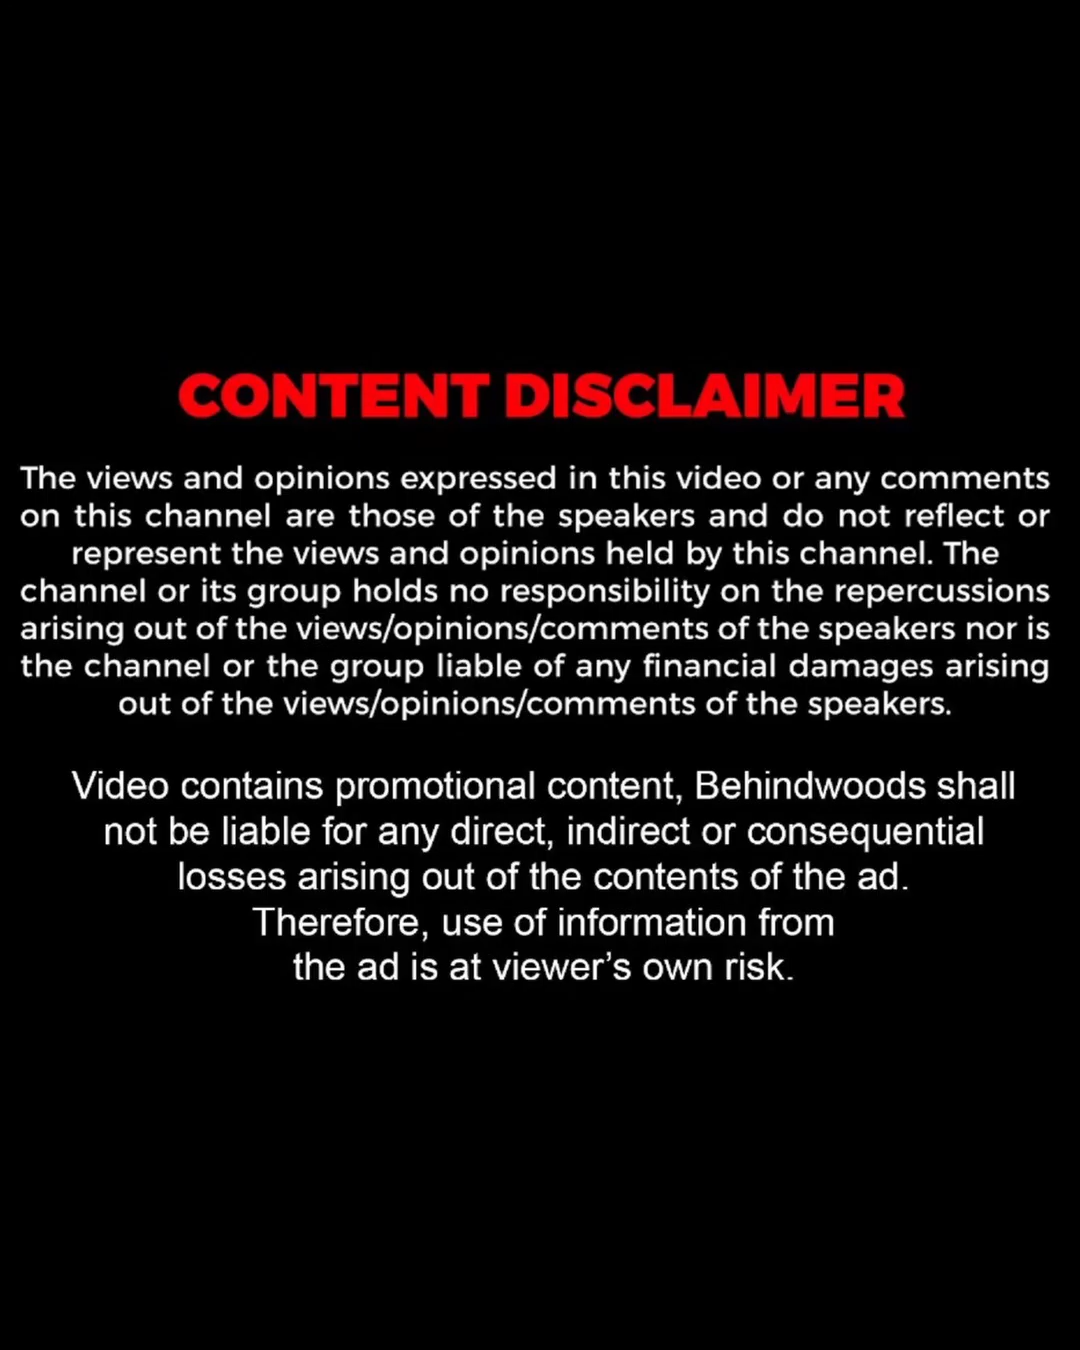 CONTENT DISCLAIMER
The views and opinions expressed in this video or any comments
on this channel are those of the speakers and do not reflect or
represent the views and opinions held by this channel. The
channel or its group holds no responsibility on the repercussions
arising out of the views/opinions/comments of the speakers nor is
the channel or the group liable of any financial damages arising
out of the views/opinions/comments of the speakers.
Video contains promotional content, Behindwoods shall
not be liable for any direct, indirect or consequential
losses arising out of the contents of the ad.
Therefore, use of information from
the ad is at viewer’s own risk.